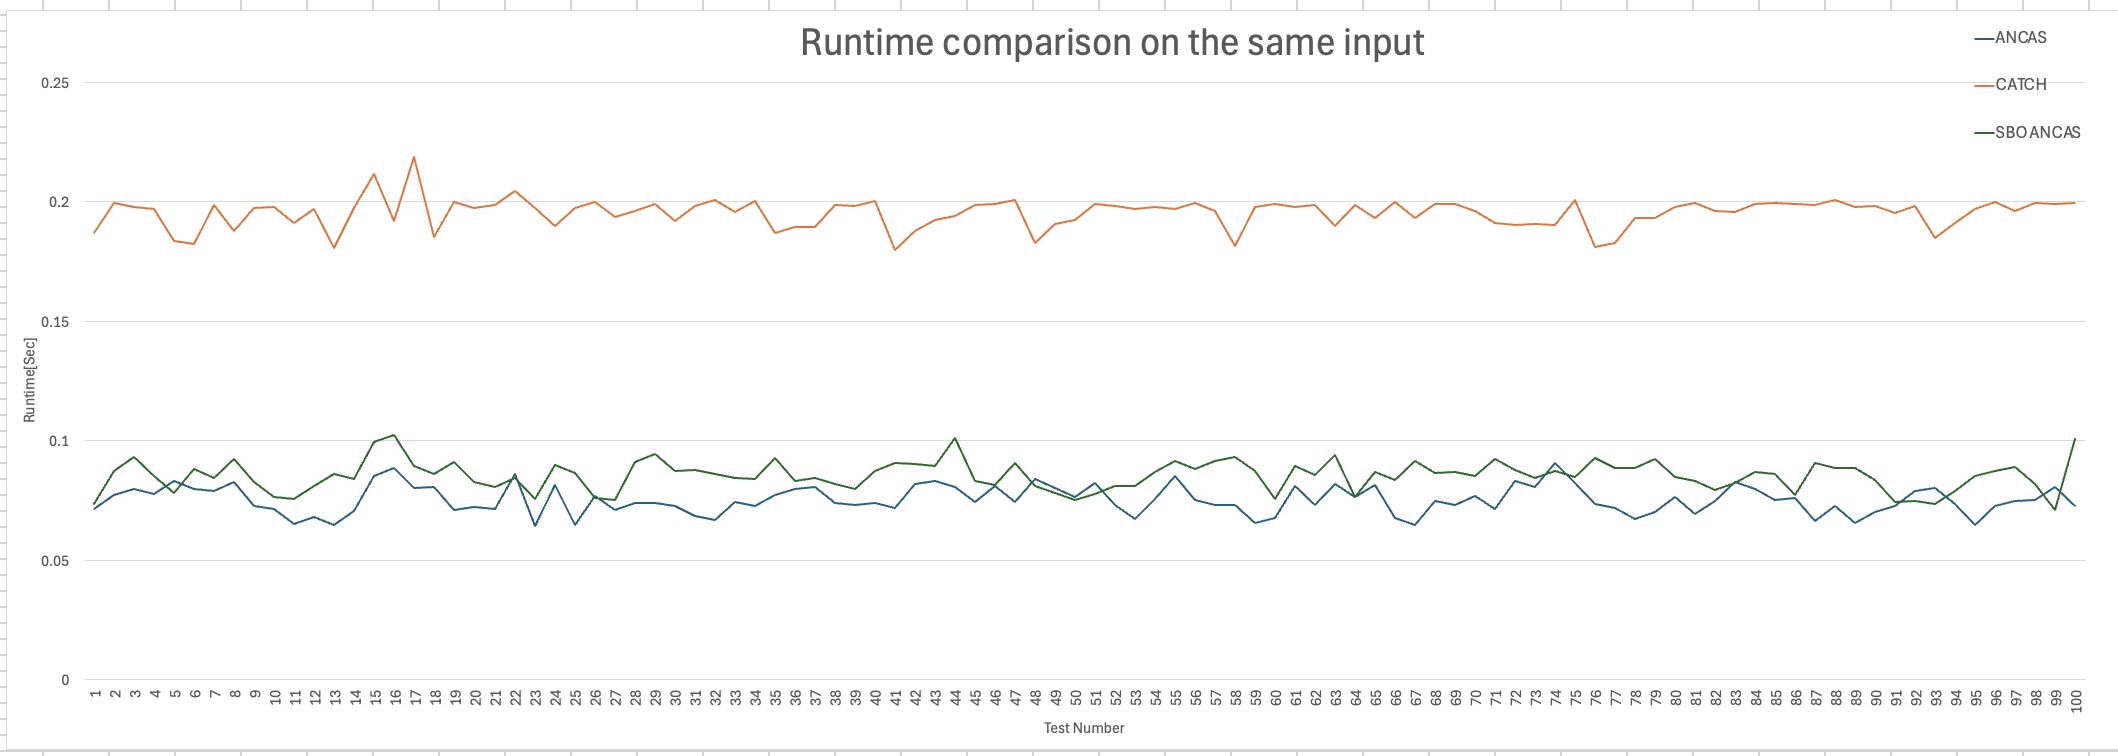 Runtime comparison on the same input
ANCAS
CATCH
SBO ANCAS
0.25
0.2
0.15
0.1
0.05
0
Runtime[Sec]
1 2 3 4 5 6 7 8 9 10 11 12 13 14 15 16 17 18 19 20 21 22 23 24 25 26 27 28 29 30 31 32 33 34 35 36 37 38 39 40 41 42 43 44 45 46 47 48 49 50 51 52 53 54 55 56 57 58 59 60 61 62 63 64 65 66 67 68 69 70 71 72 73 74 75 76 77 78 79 80 81 82 83 84 85 86 87 88 89 90 91 92 93 94 95 96 97 98 99 100
Test Number